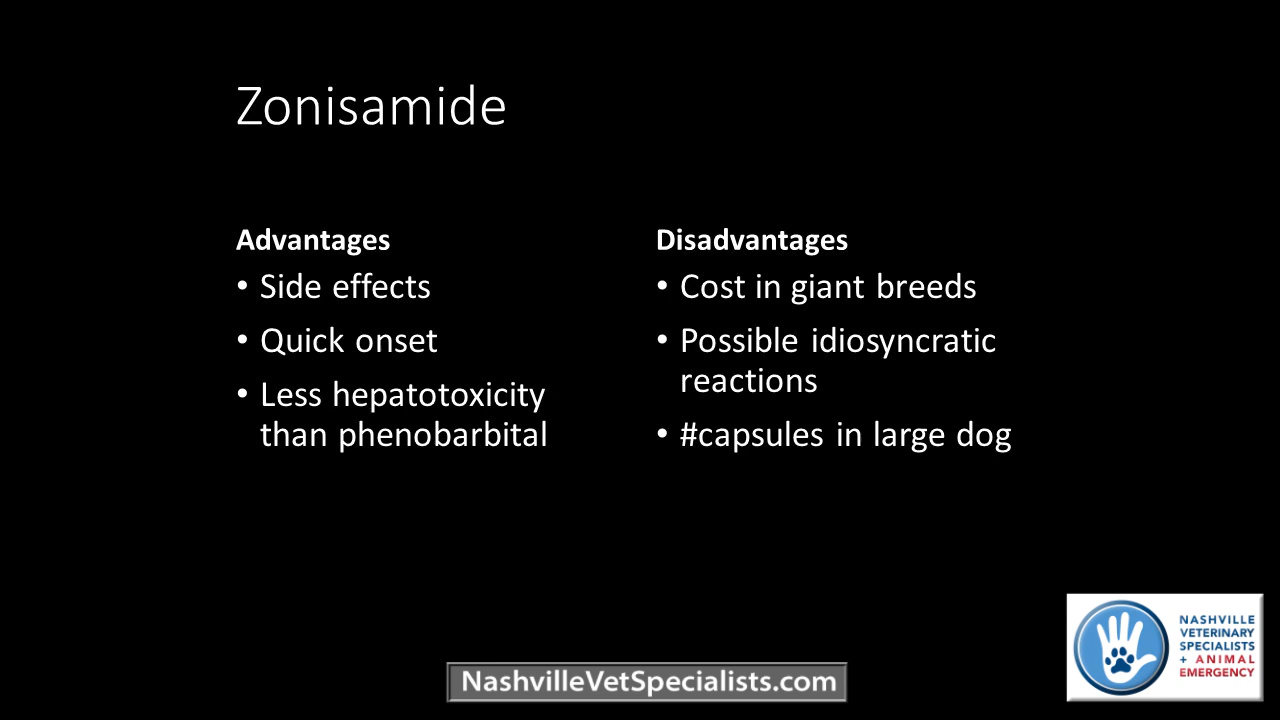 Zonisamide
Advantages
• Side effects
• Quick onset
• Less hepatotoxicity
than phenobarbital
Disadvantages
• Cost in giant breeds
• Possible idiosyncratic
reactions
• #capsules in large dog
NashvilleVetSpecialists.com
NASHVILLE
VETERINARY
SPECIALISTS
+ ANIMAL
EMERGENCY